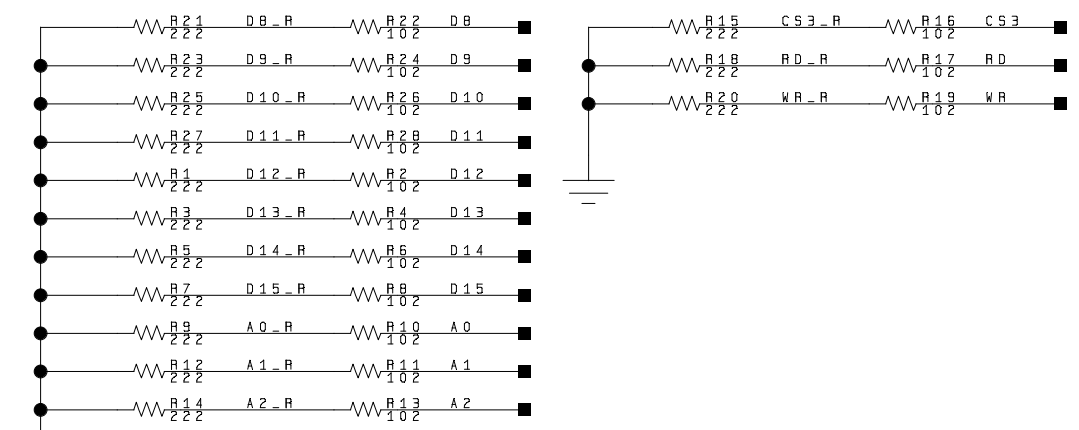 R21 D8_R R22 D8
222 102
R23 D9_R R24 D9
222 102
R25 D10_R R26 D10
222 102
R27 D11_R R28 D11
222 102
R1 D12_R R2 D12
222 102
R3 D13_R R4 D13
222 102
R5 D14_R R6 D14
222 102
R7 D15_R R8 D15
222 102
R9 A0_R R10 A0
222 102
R12 A1_R R11 A1
222 102
R14 A2_R R13 A2
222 102
R15 CS3_R R16 CS3
222 102
R18 RD_R R17 RD
222 102
R20 WR_R R19 WR
222 102